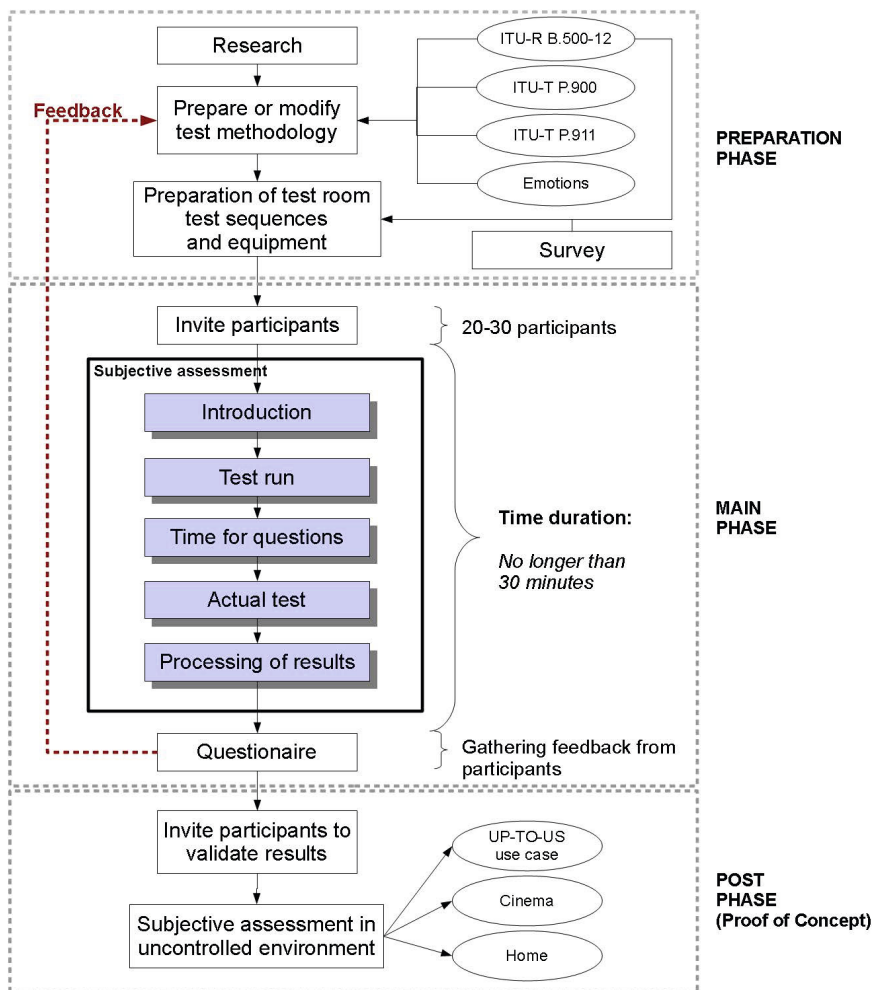 Research
ITU-R B.500-12
Feedback
Prepare or modify
test methodology
ITU-T P.900
ITU-T P.911
Emotions
PREPARATION
PHASE
Preparation of test room
test sequences
and equipment
Survey
Invite participants
20-30 participants
Subjective assessment
Introduction
Test run
Time for questions
Actual test
Processing of results
Time duration:
No longer than
30 minutes
MAIN
PHASE
Questionaire
Gathering feedback from
participants
Invite participants to
validate results
UP-TO-US
use case
Cinema
Home
Subjective assessment in
uncontrolled environment
POST
PHASE
(Proof of Concept)